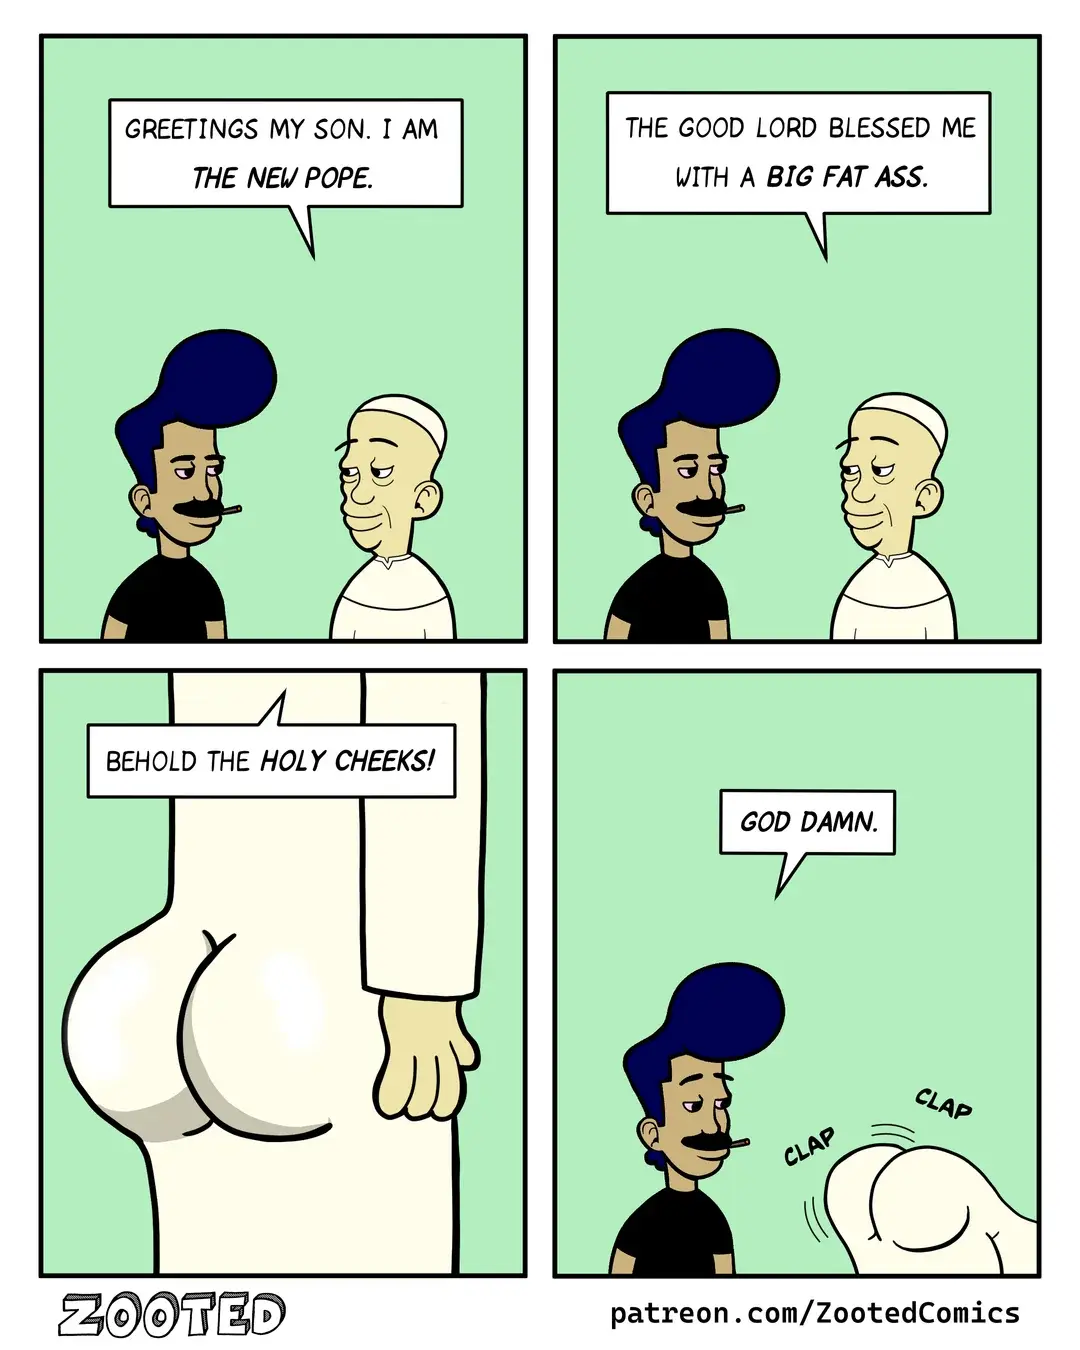 GREETINGS MY SON. I AM
THE NEW POPE.
THE GOOD LORD BLESSED ME
WITH A BIG FAT ASS.
BEHOLD THE HOLY CHEEKS!
GOD DAMN.
CLAP
CLAP
ZOOTED
patreon.com/ZootedComics